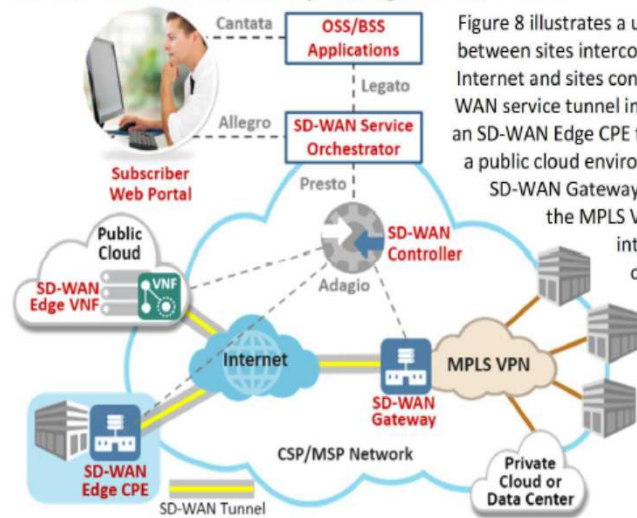 Cantata
OSS/BSS
Applications
Figure 8 illustrates a u
between sites interco
Internet and sites con
WAN service tunnel in
an SD-WAN Edge CPE t
a public cloud environ
SD-WAN Gateway
the MPLS V
int
Legato
Allegro
SD-WAN Service
Orchestrator
Subscriber
Web Portal
Presto
SD-WAN
Controller
Adagio
Public
Cloud
SD-WAN
Edge VNF
VNF
Internet
MPLS VPN
SD-WAN
Gateway
CSP/MSP Network
SD-WAN
Edge CPE
SD-WAN Tunnel
Private
Cloud or
Data Center